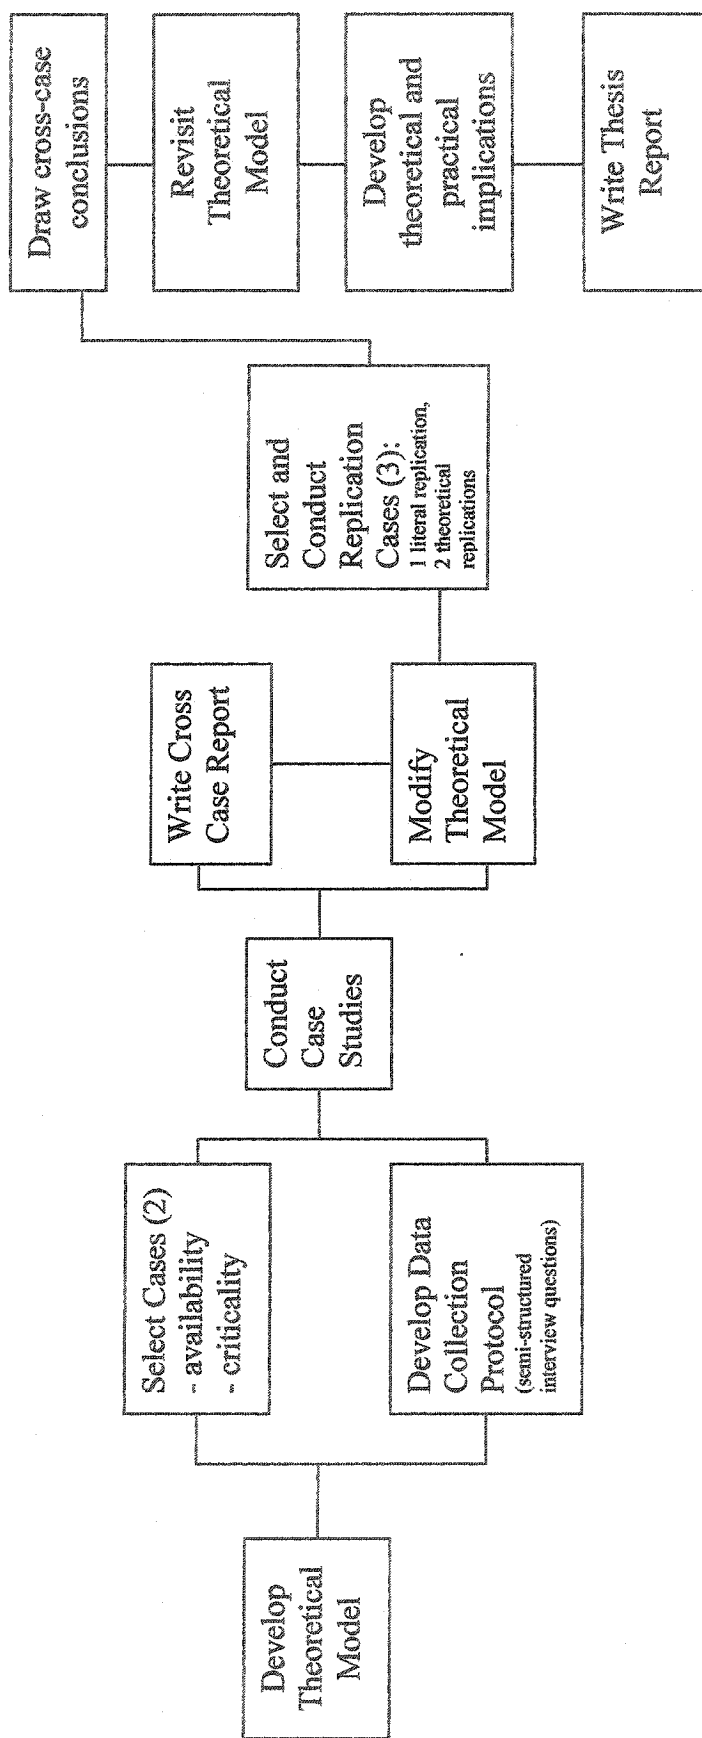 Develop
Theoretical
Model
Select Cases (2)
- availability
- criticality
Develop Data
Collection
Protocol
(semi-structured
interview questions)
Conduct
Case
Studies
Write Cross
Case Report
Modify
Theoretical
Model
Select and
Conduct
Replication
Cases (3):
1 literal replication,
2 theoretical
replications
Draw cross-case
conclusions
Revisit
Theoretical
Model
Develop
theoretical and
practical
implications
Write Thesis
Report